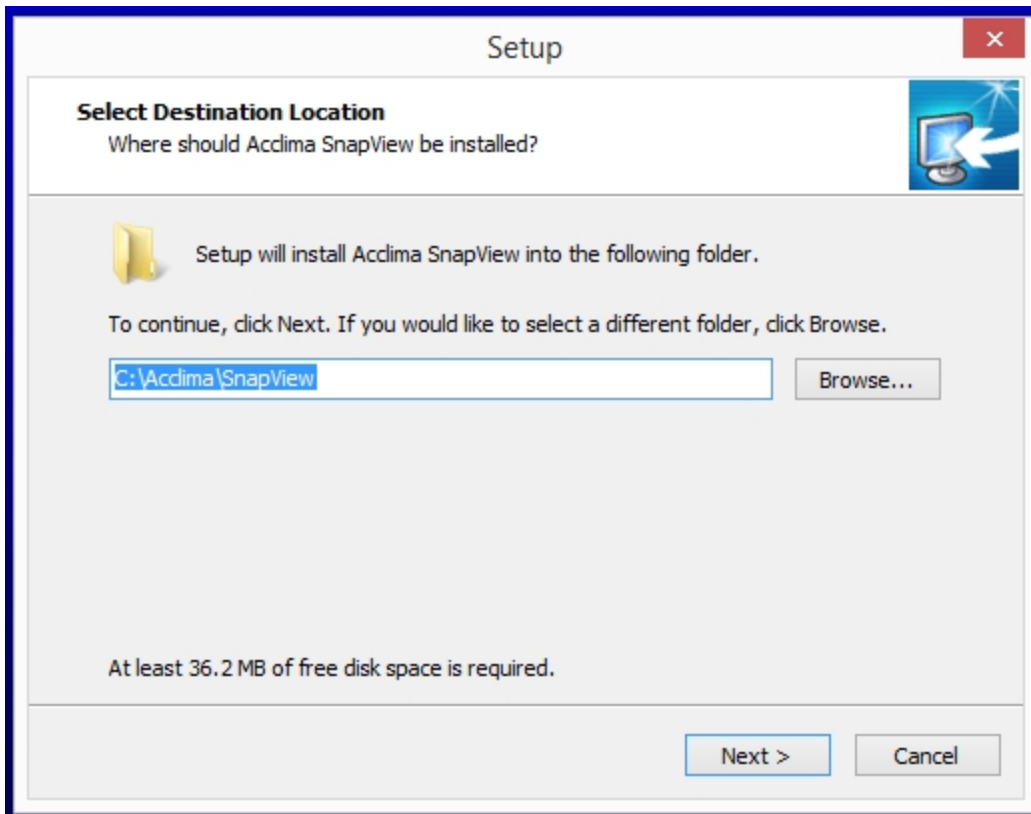 Setup
Select Destination Location
Where should Acclima SnapView be installed?
Setup will install Acclima SnapView into the following folder.
To continue, click Next. If you would like to select a different folder, click Browse.
C:\Acclima\SnapView
Browse...
At least 36.2 MB of free disk space is required.
Next >
Cancel